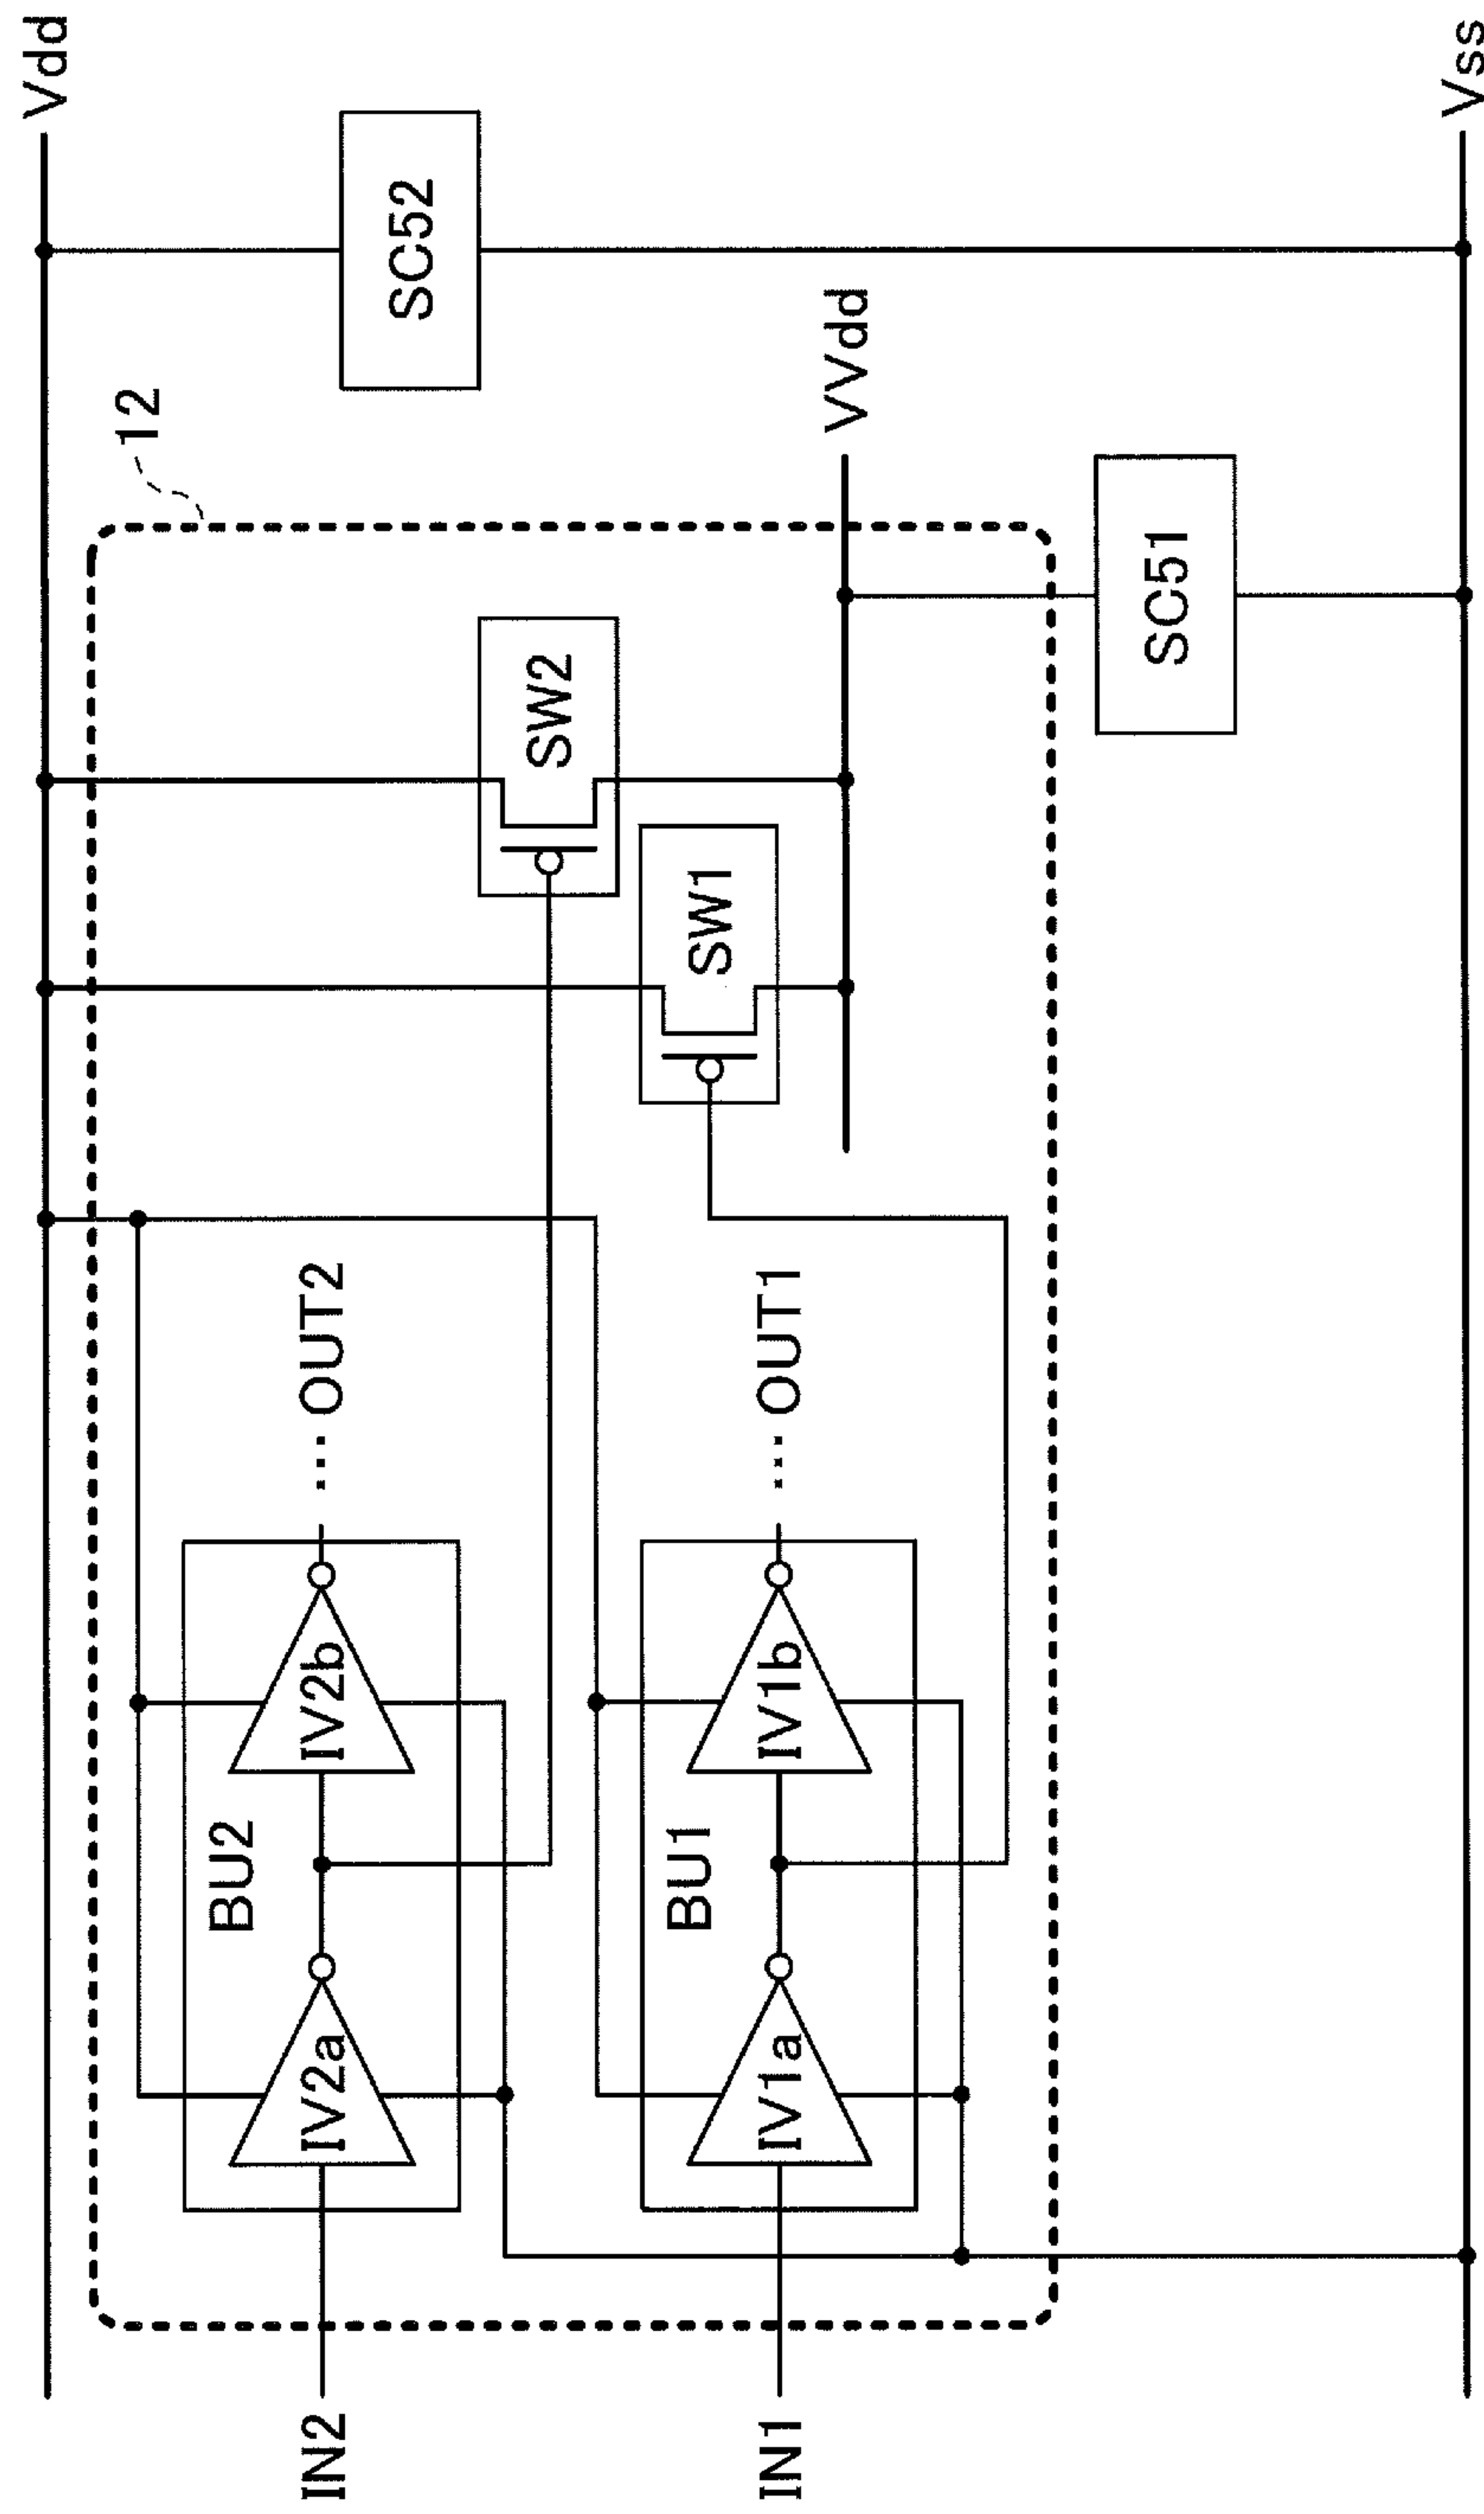 Vdd
12
SC52
BU2
IN2
IV2a
IV2b
...OUT2
SW2
VVdd
BU1
SW1
IN1
IV1a
IV1b
...OUT1
SC51
Vss